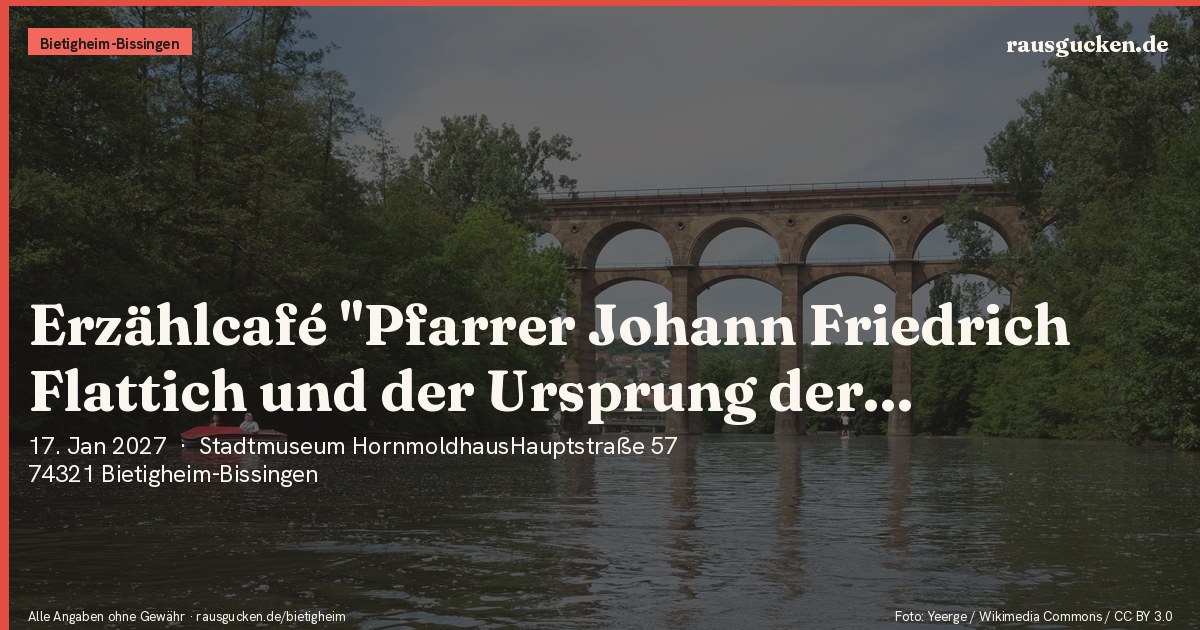 Bietigheim-Bissingen
rausgucken.de
Erzählcafé "Pfarrer Johann Friedrich
Flattich und der Ursprung der...
17. Jan 2027 · Stadtmuseum HornmoldhausHauptstraße 57
74321 Bietigheim-Bissingen
Alle Angaben ohne Gewähr · rausgucken.de/bietigheim
Foto: Yeerge / Wikimedia Commons / CC BY 3.0